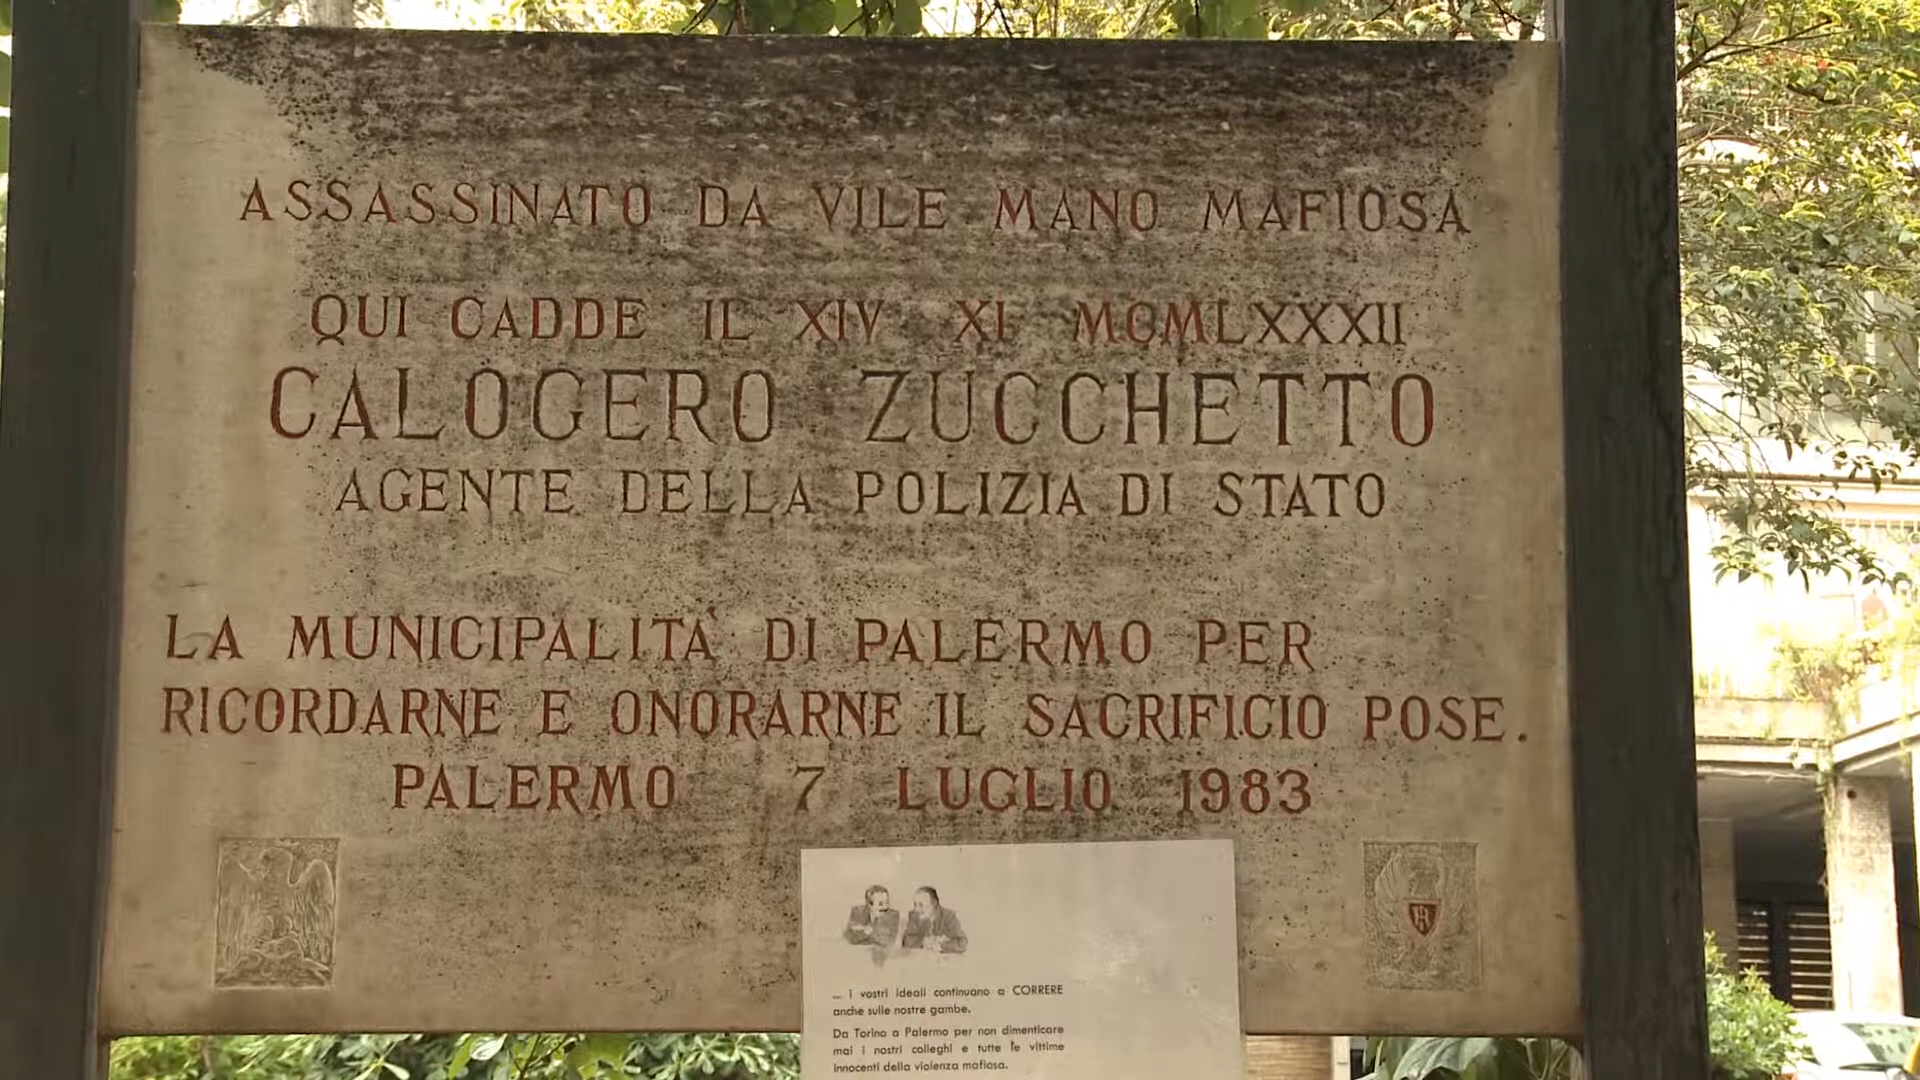 ASSASSINATO DA VILE MANO MAFIOSA
QUI CADDE IL XIV XI MCMLXXXII
CALOGERO ZUCCHETTO
AGENTE DELLA POLIZIA DI STATO
LA MUNICIPALITA' DI PALERMO PER
RICORDARNE E ONORARNE IL SACRIFICIO POSE.
PALERMO 7 LUGLIO 1983
H
... i vostri ideali continuano a CORRERE
anche sulle nostre gambe.
Da Torino a Palermo per non dimenticare
mai i nostri colleghi e tutte le vittime
innocenti della violenza mafiosa.